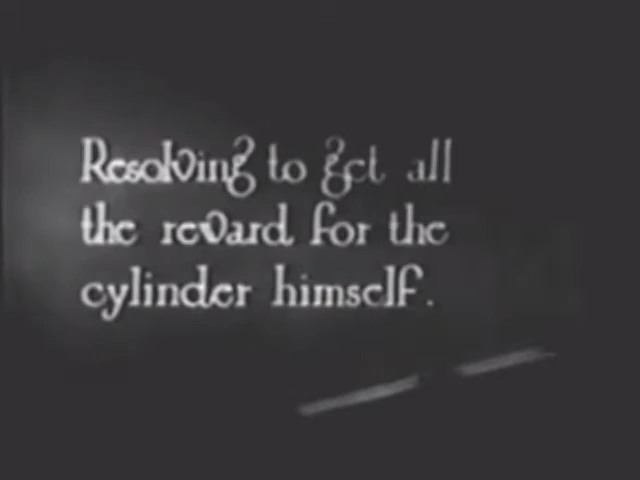 Resolving to get all
the reward for the
cylinder himself.